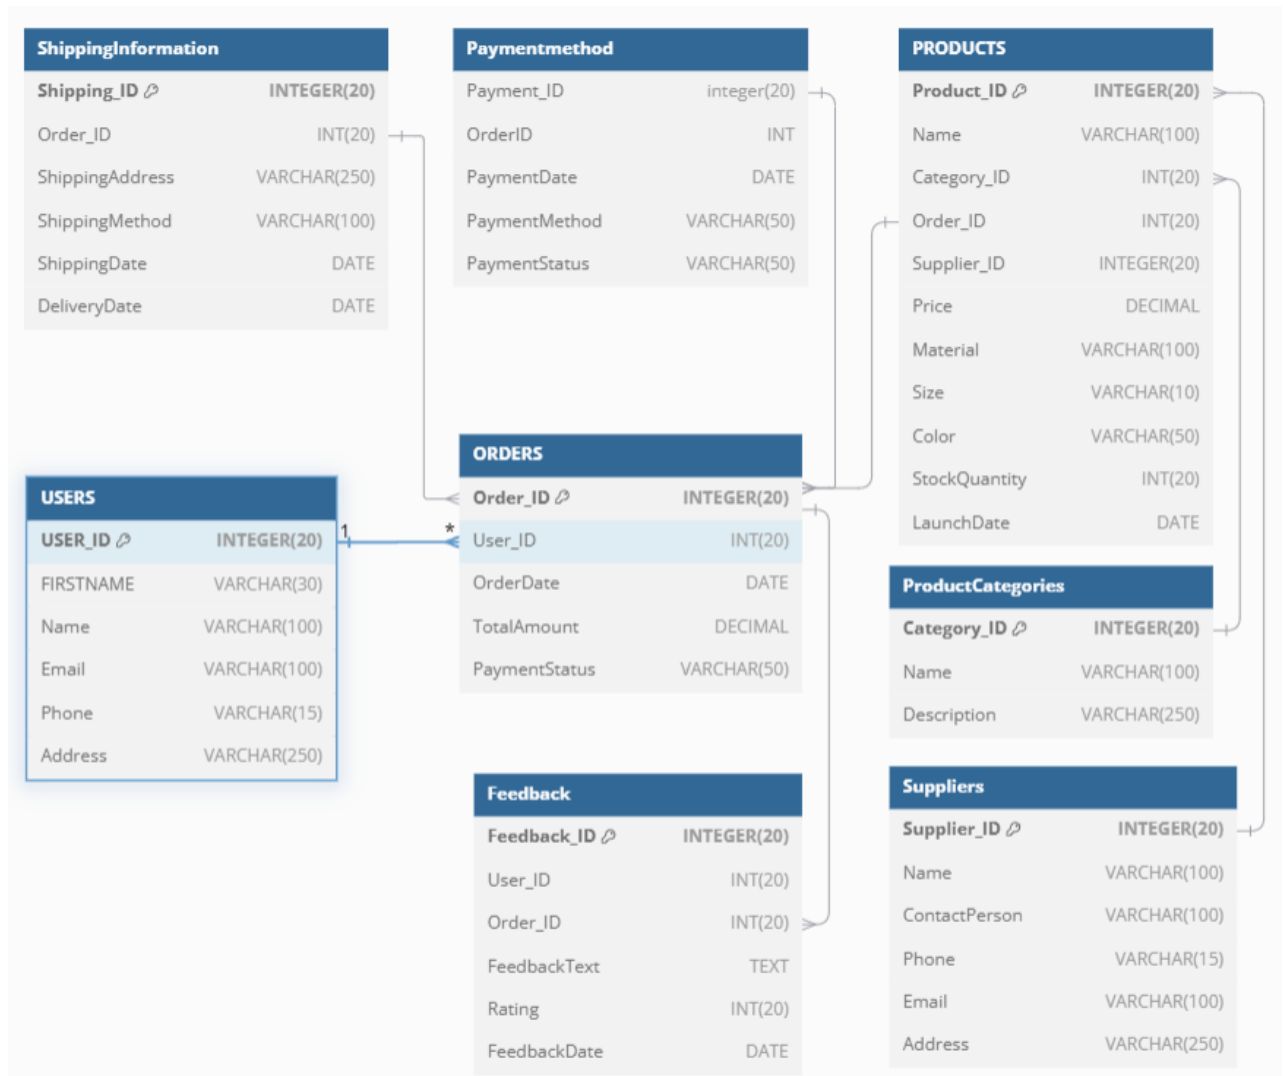 ShippingInformation
Shipping_ID INTEGER(20)
Order_ID INT(20)
ShippingAddress VARCHAR(250)
ShippingMethod VARCHAR(100)
ShippingDate DATE
DeliveryDate DATE
Paymentmethod
Payment_ID integer(20)
OrderID INT
PaymentDate DATE
PaymentMethod VARCHAR(50)
PaymentStatus VARCHAR(50)
PRODUCTS
Product_ID INTEGER(20)
Name VARCHAR(100)
Category_ID INT(20)
Order_ID INT(20)
Supplier_ID INTEGER(20)
Price DECIMAL
Material VARCHAR(100)
Size VARCHAR(10)
Color VARCHAR(50)
StockQuantity INT(20)
LaunchDate DATE
USERS
USER_ID INTEGER(20)
FIRSTNAME VARCHAR(30)
Name VARCHAR(100)
Email VARCHAR(100)
Phone VARCHAR(15)
Address VARCHAR(250)
1 *
ORDERS
Order_ID INTEGER(20)
User_ID INT(20)
OrderDate DATE
TotalAmount DECIMAL
PaymentStatus VARCHAR(50)
ProductCategories
Category_ID INTEGER(20)
Name VARCHAR(100)
Description VARCHAR(250)
Feedback
Feedback_ID INTEGER(20)
User_ID INT(20)
Order_ID INT(20)
FeedbackText TEXT
Rating INT(20)
FeedbackDate DATE
Suppliers
Supplier_ID INTEGER(20)
Name VARCHAR(100)
ContactPerson VARCHAR(100)
Phone VARCHAR(15)
Email VARCHAR(100)
Address VARCHAR(250)